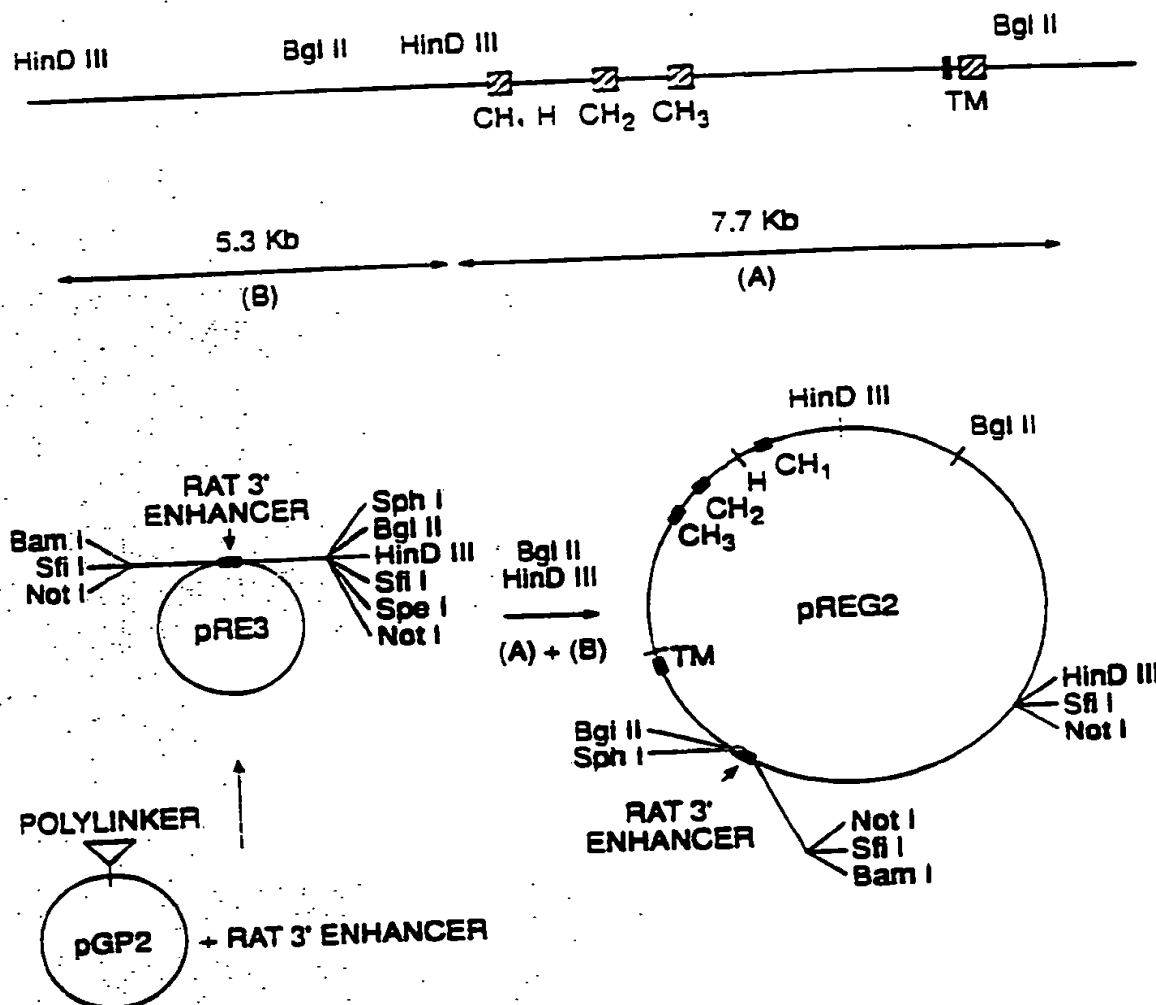 HinD III
Bgl II
HinD III
Bgl II
CH, H
CH2
CH3
TM
5.3 Kb
7.7 Kb
(B)
(A)
HinD III
Bgl II
CH1
H
CH2
CH3
RAT 3'
ENHANCER
Bam I
Sfi I
Not I
Sph I
Bgl II
HinD III
Sfi I
Spe I
Not I
pRE3
Bgl II
HinD III
(A) + (B)
pREG2
TM
HinD III
Sfi I
Not I
Bgl II
Sph I
RAT 3'
ENHANCER
Not I
Sfi I
Bam I
POLYLINKER
pGP2
+ RAT 3' ENHANCER